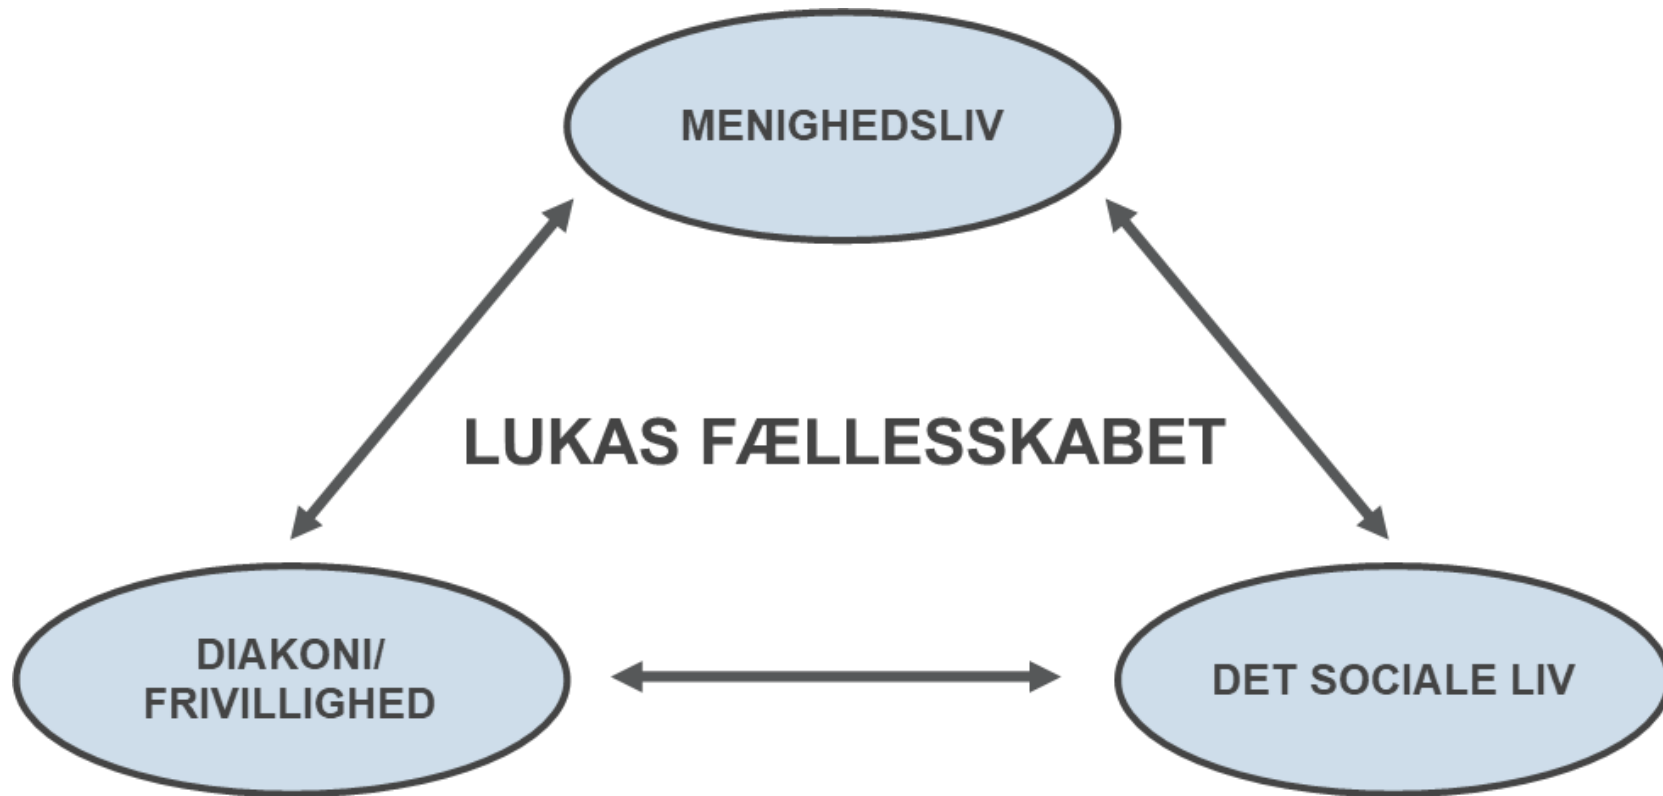 MENIGHEDSLIV
LUKAS FÆLLESSKABET
DIAKONI/
FRIVILLIGHED
DET SOCIALE LIV